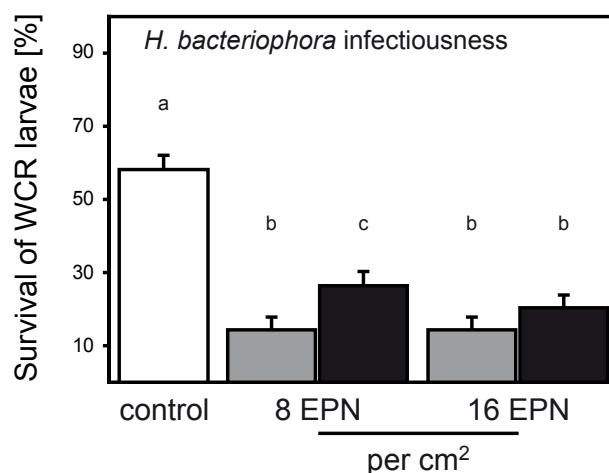 H. bacteriophora infectiousness
Survival of WCR larvae [%]
90
70
50
30
10
a
b
c
b
b
control
8 EPN
16 EPN
per cm²